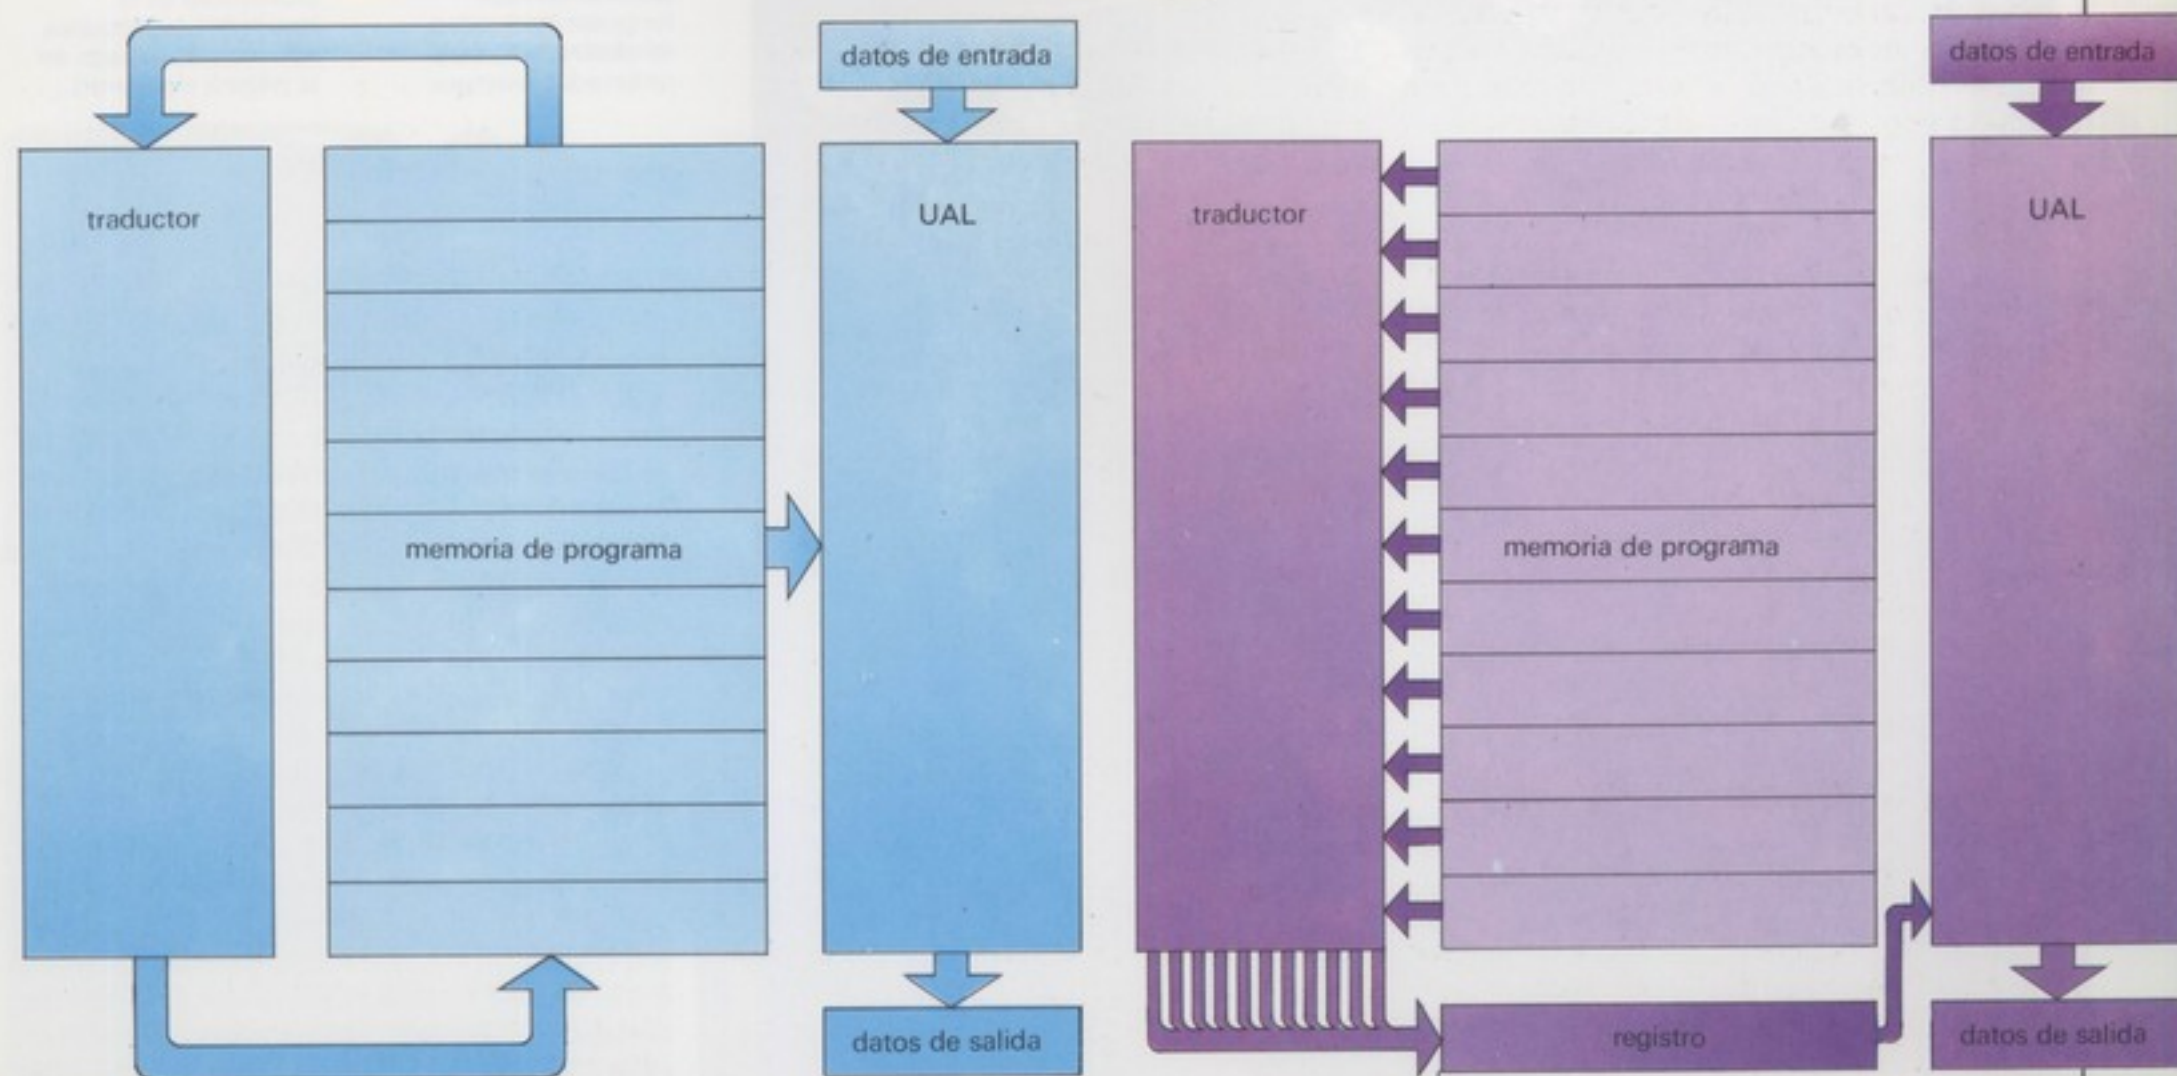 datos de entrada
traductor
memoria de programa
UAL
datos de salida
datos de entrada
traductor
memoria de programa
UAL
registro
datos de salida